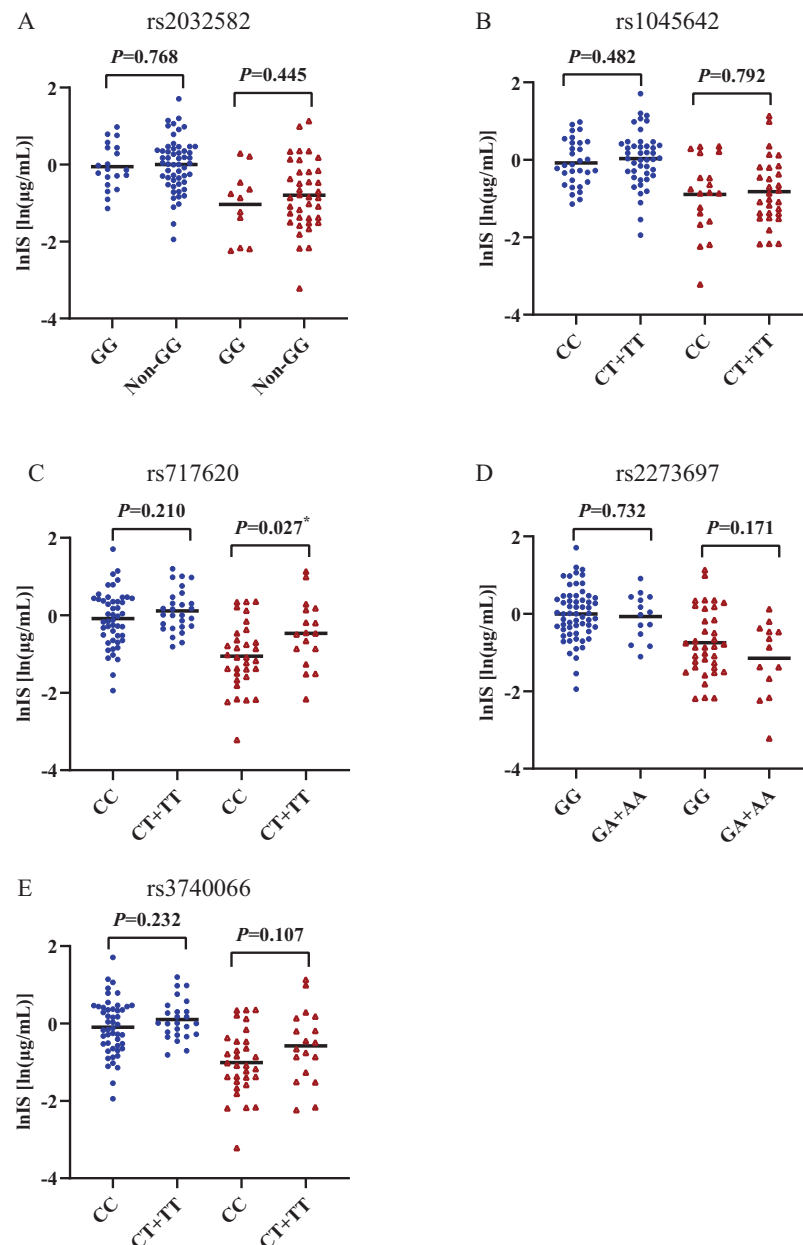 A
rs2032582
P=0.768
P=0.445
lnIS [ln(μg/mL)]
2
0
-2
-4
GG
Non-GG
GG
Non-GG
B
rs1045642
P=0.482
P=0.792
lnIS [ln(μg/mL)]
2
0
-2
-4
CC
CT+TT
CC
CT+TT
C
rs717620
P=0.210
P=0.027*
lnIS [ln(μg/mL)]
2
0
-2
-4
CC
CT+TT
CC
CT+TT
D
rs2273697
P=0.732
P=0.171
lnIS [ln(μg/mL)]
2
0
-2
-4
GG
GA+AA
GG
GA+AA
E
rs3740066
P=0.232
P=0.107
lnIS [ln(μg/mL)]
2
0
-2
-4
CC
CT+TT
CC
CT+TT